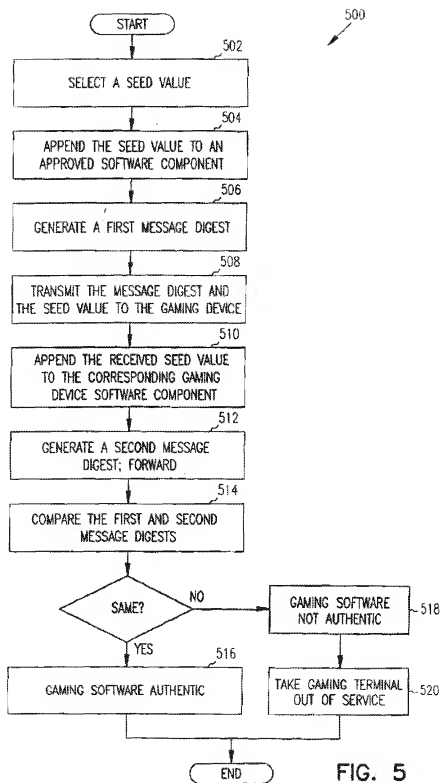 START
500
502
SELECT A SEED VALUE
504
APPEND THE SEED VALUE TO AN
APPROVED SOFTWARE COMPONENT
506
GENERATE A FIRST MESSAGE DIGEST
508
TRANSMIT THE MESSAGE DIGEST AND
THE SEED VALUE TO THE GAMING DEVICE
510
APPEND THE RECEIVED SEED VALUE
TO THE CORRESPONDING GAMING
DEVICE SOFTWARE COMPONENT
512
GENERATE A SECOND MESSAGE
DIGEST; FORWARD
514
COMPARE THE FIRST AND SECOND
MESSAGE DIGESTS
SAME?
NO
GAMING SOFTWARE
NOT AUTHENTIC
518
YES
516
GAMING SOFTWARE AUTHENTIC
TAKE GAMING TERMINAL
OUT OF SERVICE
520
END
FIG. 5